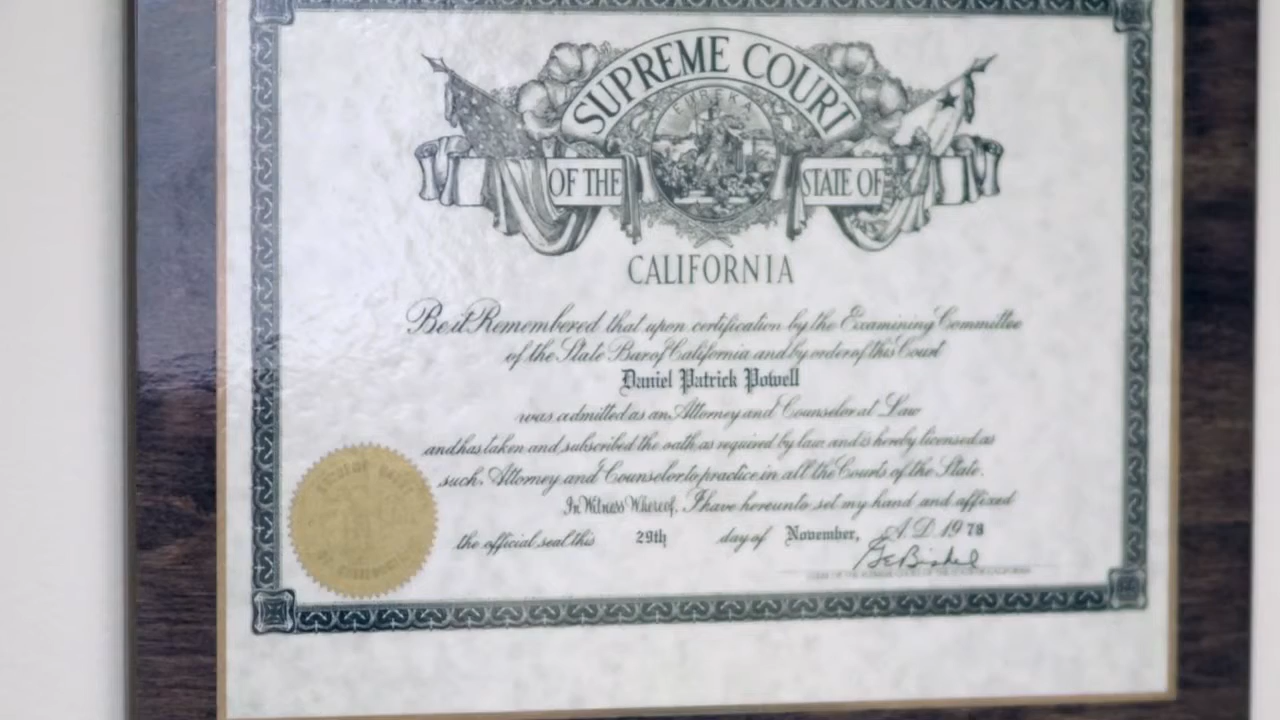 SUPREME COURT
EUREKA
OF THE STATE OF
CALIFORNIA
Be it Remembered that upon certification by the Examining Committee
of the State Bar of California and by order of this Court
Daniel Patrick Powell
was admitted as an Attorney and Counselor at Law
and has taken and subscribed the oath as required by law and is hereby licensed as
such Attorney and Counselor to practice in all the Courts of the State.
In Witness Whereof, I have hereunto set my hand and affixed
the official seal this 29th day of November, A.D. 1978